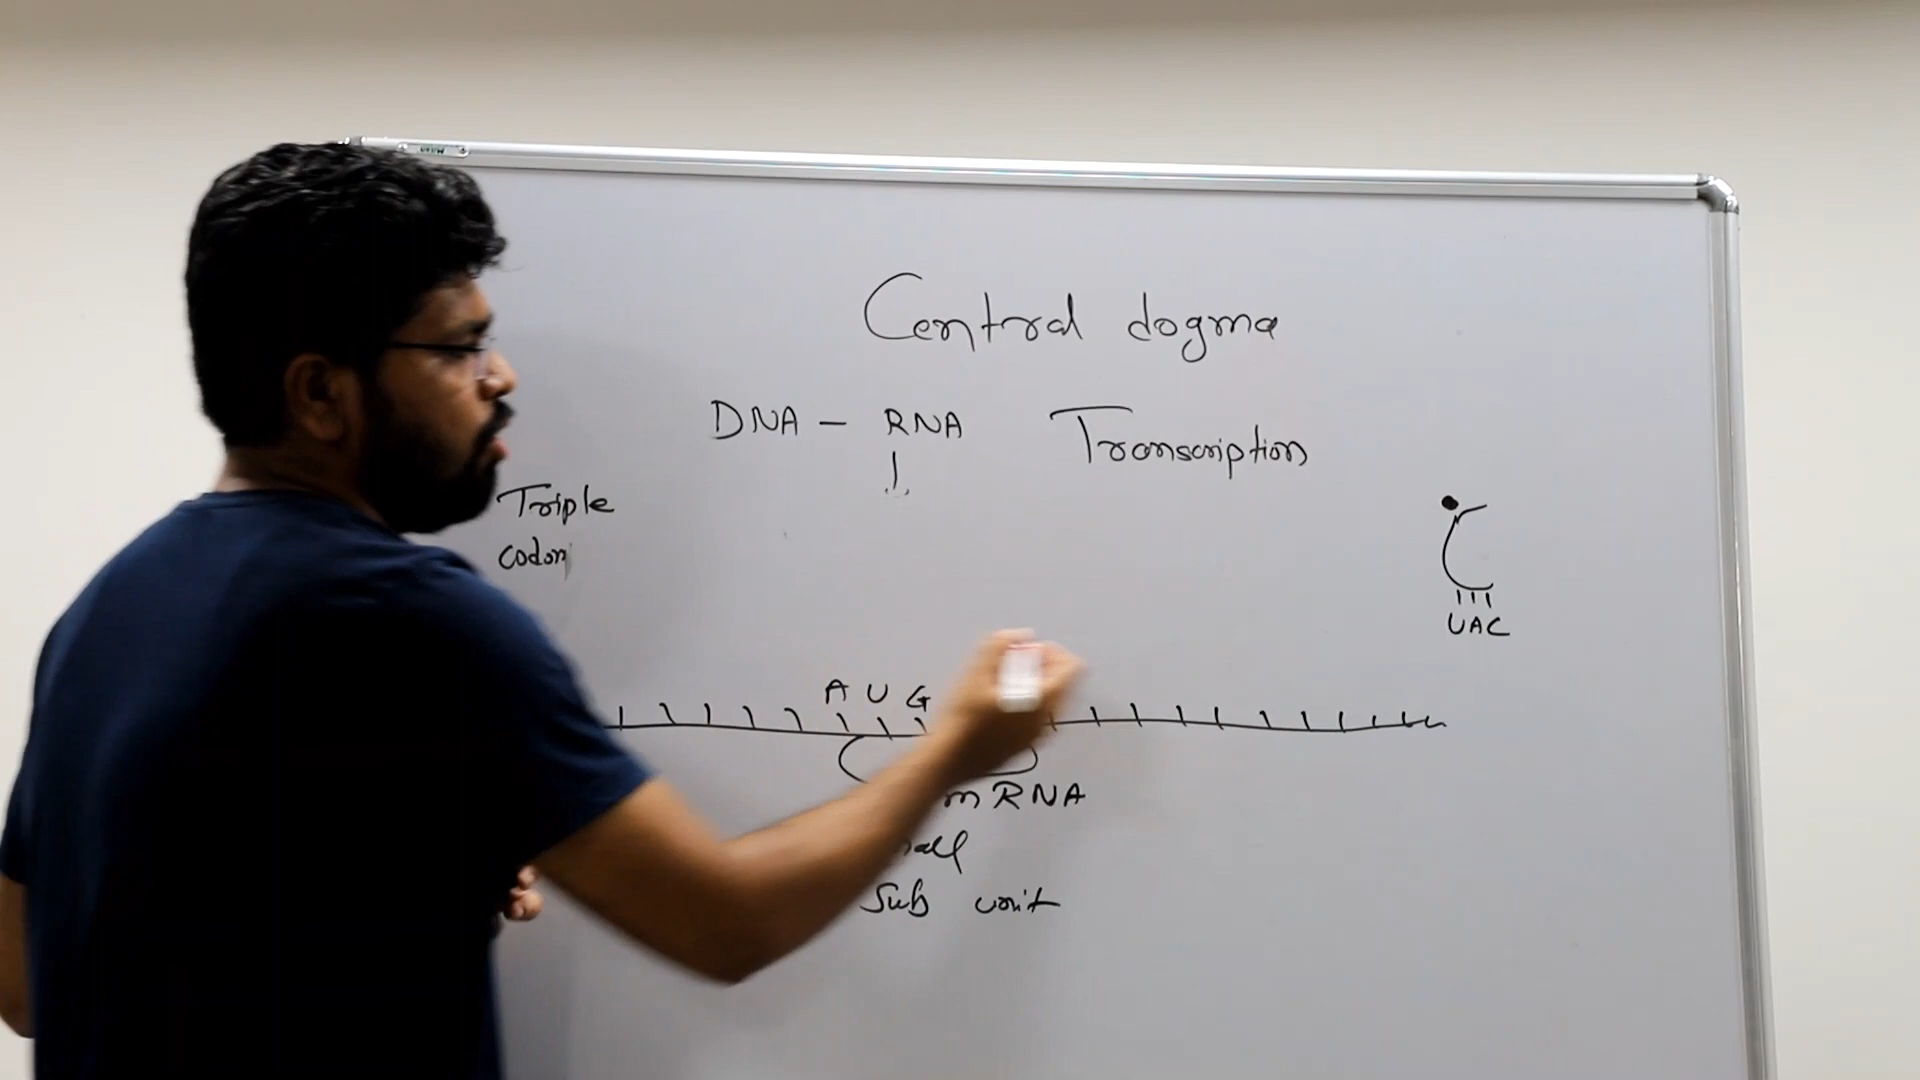 Central dogma
DNA - RNA Transcription
Triple
codon
UAC
A U G
mRNA
Sub unit